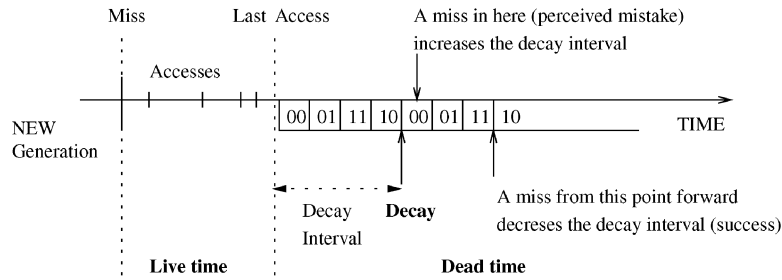 Miss
Last Access
A miss in here (perceived mistake)
increases the decay interval
Accesses
00 01 11 10 00 01 11 10
NEW
Generation
TIME
Decay
Interval
Decay
A miss from this point forward
decreses the decay interval (success)
Live time
Dead time